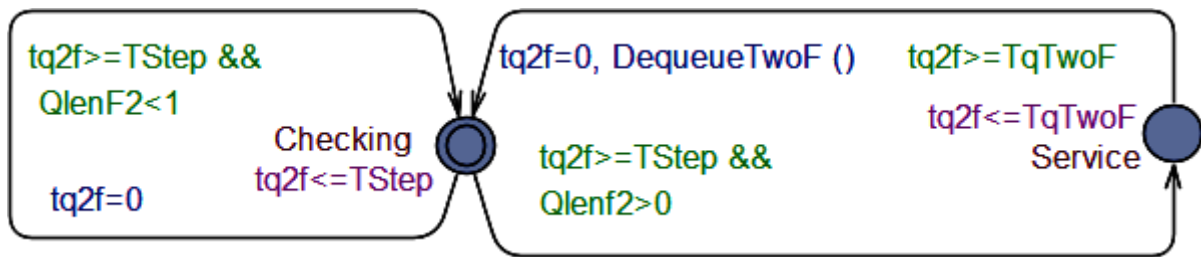 tq2f>=TStep &&
QlenF2<1
Checking
tq2f<=TStep
tq2f=0
tq2f=0, DequeueTwoF ()
tq2f>=TStep &&
Qlenf2>0
tq2f>=TqTwoF
tq2f<=TqTwoF
Service